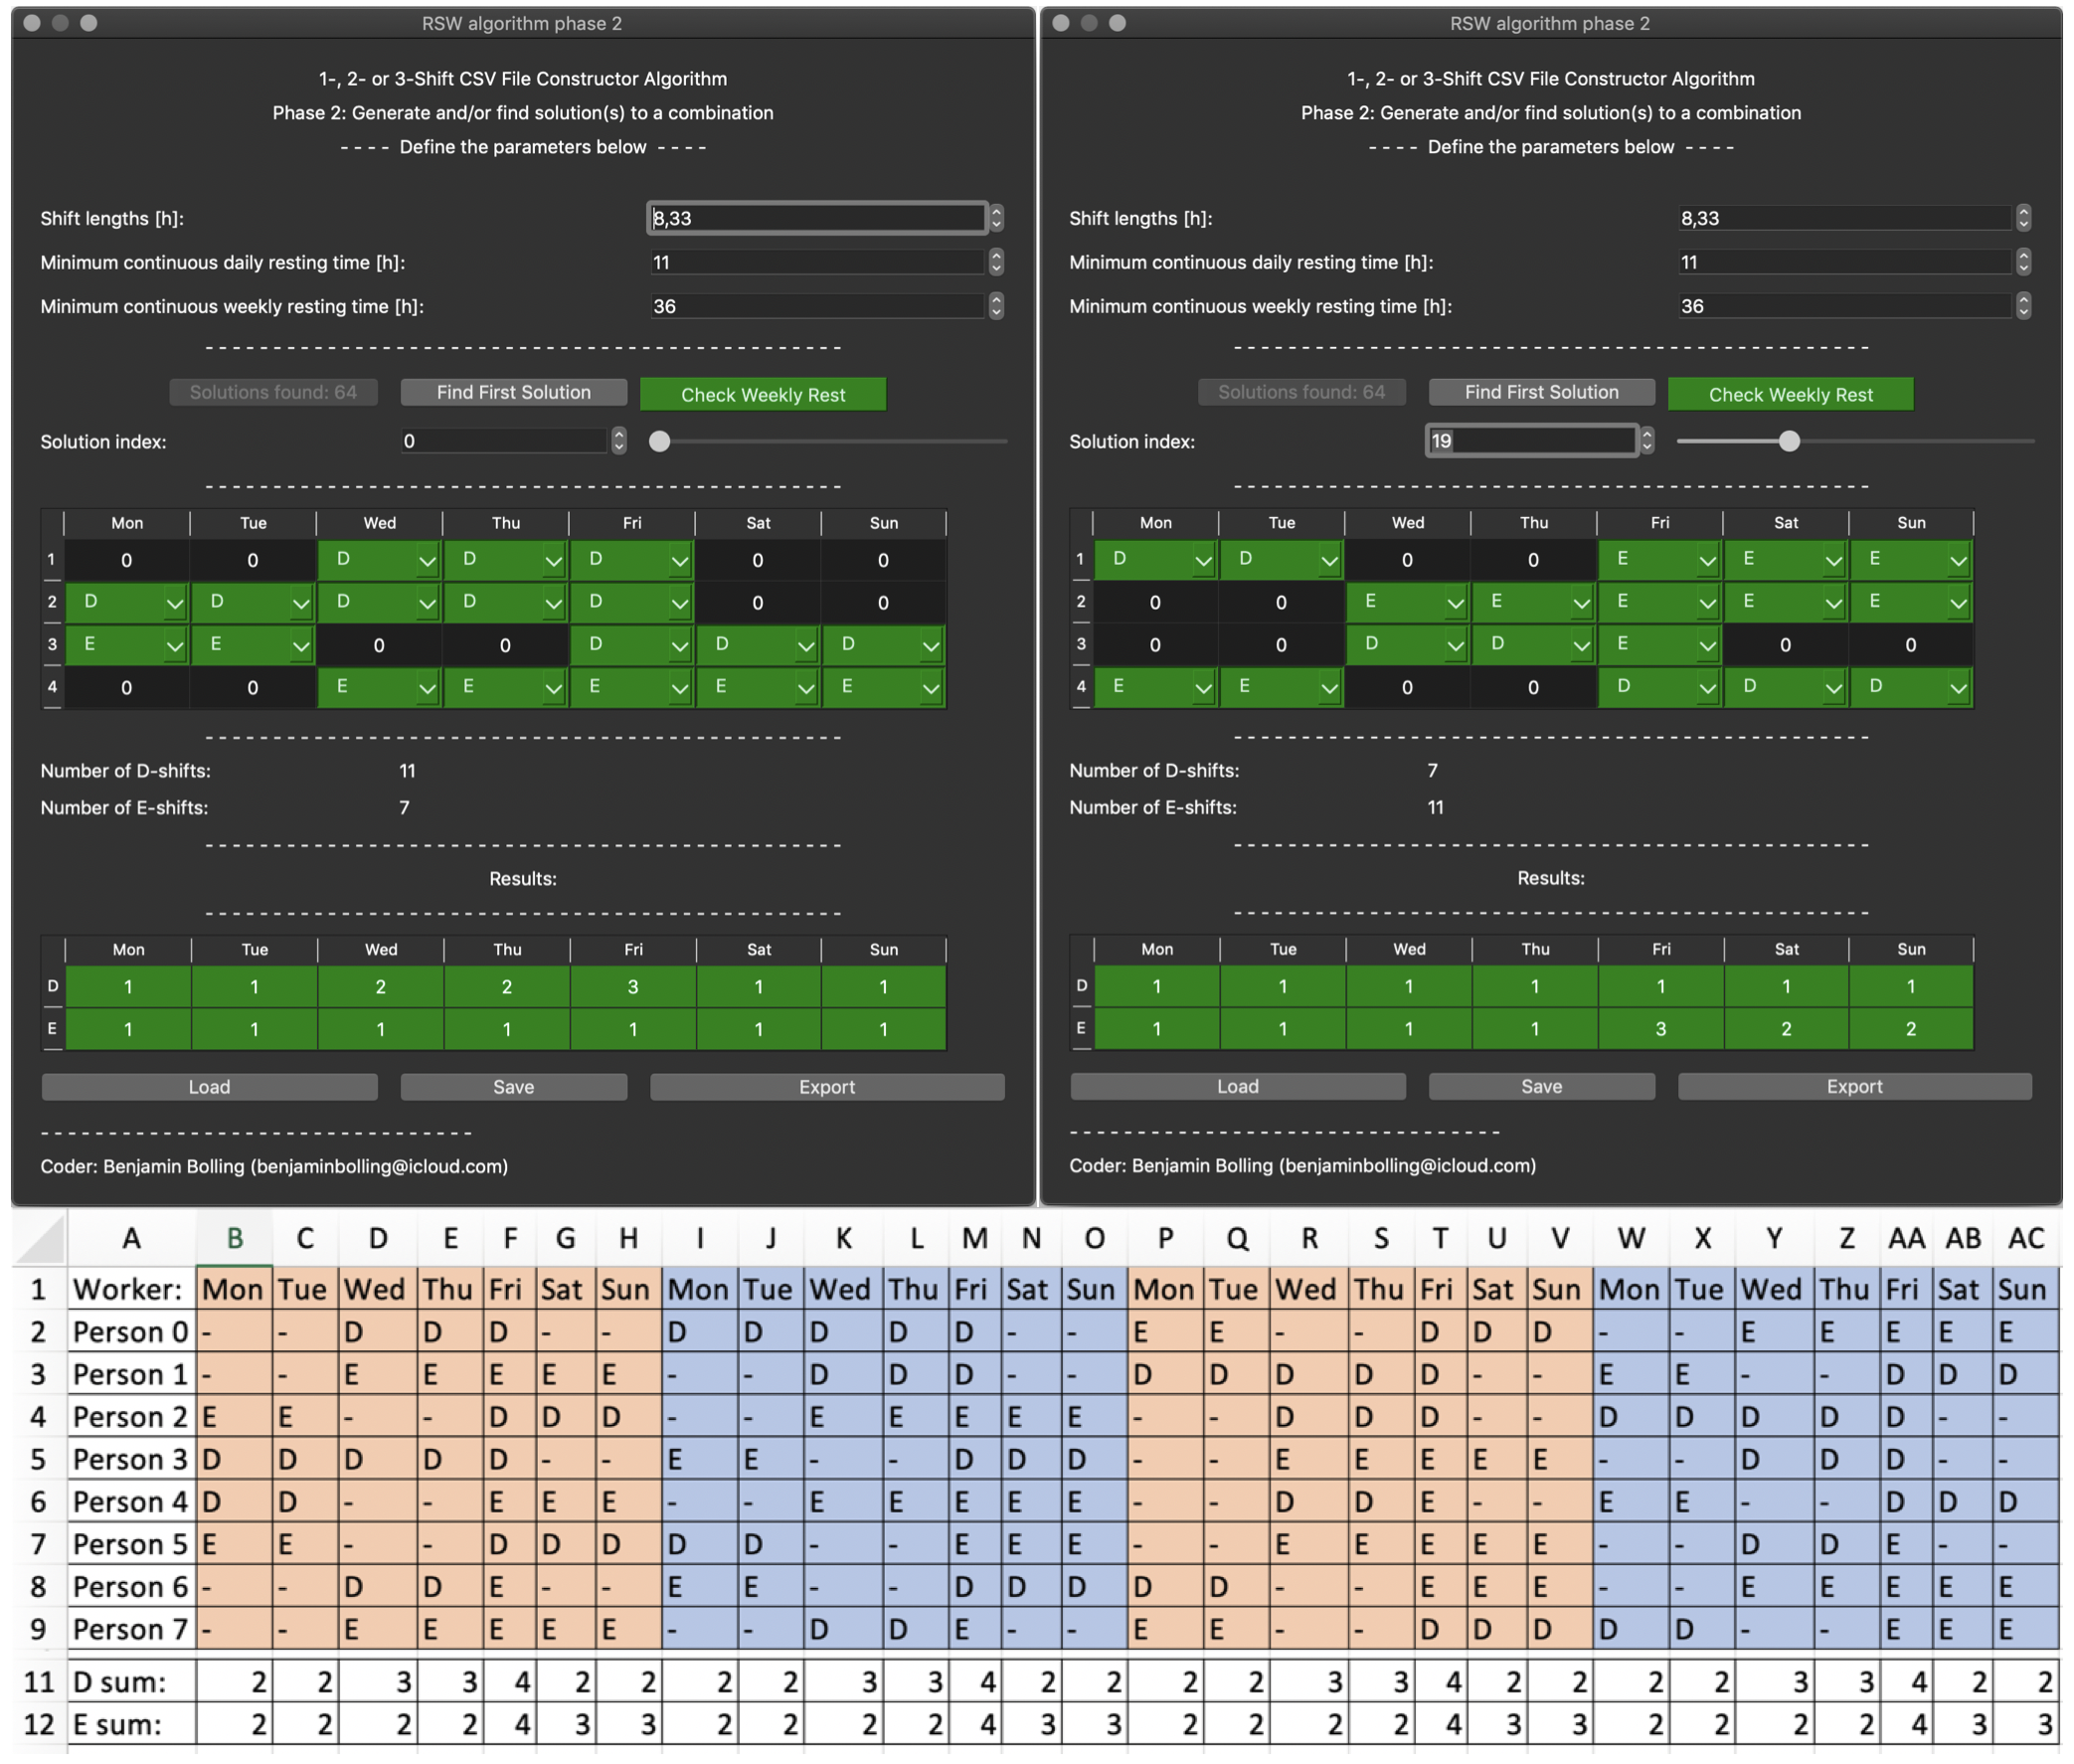 RSW algorithm phase 2
1-, 2- or 3-Shift CSV File Constructor Algorithm
Phase 2: Generate and/or find solution(s) to a combination
- - - - Define the parameters below - - - -
Shift lengths [h]: 8,33
Minimum continuous daily resting time [h]: 11
Minimum continuous weekly resting time [h]: 36
Solutions found: 64 Find First Solution Check Weekly Rest
Solution index: 0
Mon Tue Wed Thu Fri Sat Sun
1 0 0 D D D 0 0
2 D D D D D 0 0
3 E E 0 0 D D D
4 0 0 E E E E E
Number of D-shifts: 11
Number of E-shifts: 7
Results:
Mon Tue Wed Thu Fri Sat Sun
D 1 1 2 2 3 1 1
E 1 1 1 1 1 1 1
Load Save Export
Coder: Benjamin Bolling (benjaminbolling@icloud.com)
RSW algorithm phase 2
1-, 2- or 3-Shift CSV File Constructor Algorithm
Phase 2: Generate and/or find solution(s) to a combination
- - - - Define the parameters below - - - -
Shift lengths [h]: 8,33
Minimum continuous daily resting time [h]: 11
Minimum continuous weekly resting time [h]: 36
Solutions found: 64 Find First Solution Check Weekly Rest
Solution index: 19
Mon Tue Wed Thu Fri Sat Sun
1 D D 0 0 E E E
2 0 0 E E E E E
3 0 0 D D E 0 0
4 E E 0 0 D D D
Number of D-shifts: 7
Number of E-shifts: 11
Results:
Mon Tue Wed Thu Fri Sat Sun
D 1 1 1 1 1 1 1
E 1 1 1 1 3 2 2
Load Save Export
Coder: Benjamin Bolling (benjaminbolling@icloud.com)
A B C D E F G H I J K L M N O P Q R S T U V W X Y Z AA AB AC
1 Worker: Mon Tue Wed Thu Fri Sat Sun Mon Tue Wed Thu Fri Sat Sun Mon Tue Wed Thu Fri Sat Sun Mon Tue Wed Thu Fri Sat Sun
2 Person 0 - - D D D - - D D D D D - - E E - - D D D - - E E E E E
3 Person 1 - - E E E E E - - D D D - - D D D D D - - E E - - D D D
4 Person 2 E E - - D D D - - E E E E E - - D D D - - D D D D D - -
5 Person 3 D D D D D - - E E - - D D D - - E E E E E - - D D D - -
6 Person 4 D D - - E E E - - E E E E E - - D D E - - E E - - D D D
7 Person 5 E E - - D D D D D - - E E E - - E E E E E - - D D E - -
8 Person 6 - - D D E - - E E - - D D D D D - - E E E - - E E E E E
9 Person 7 - - E E E E E - - D D E - - E E - - D D D D D - - E E E
11 D sum: 2 2 3 3 4 2 2 2 2 3 3 4 2 2 2 2 3 3 4 2 2 2 2 3 3 4 2 2
12 E sum: 2 2 2 2 4 3 3 2 2 2 2 4 3 3 2 2 2 2 4 3 3 2 2 2 2 4 3 3